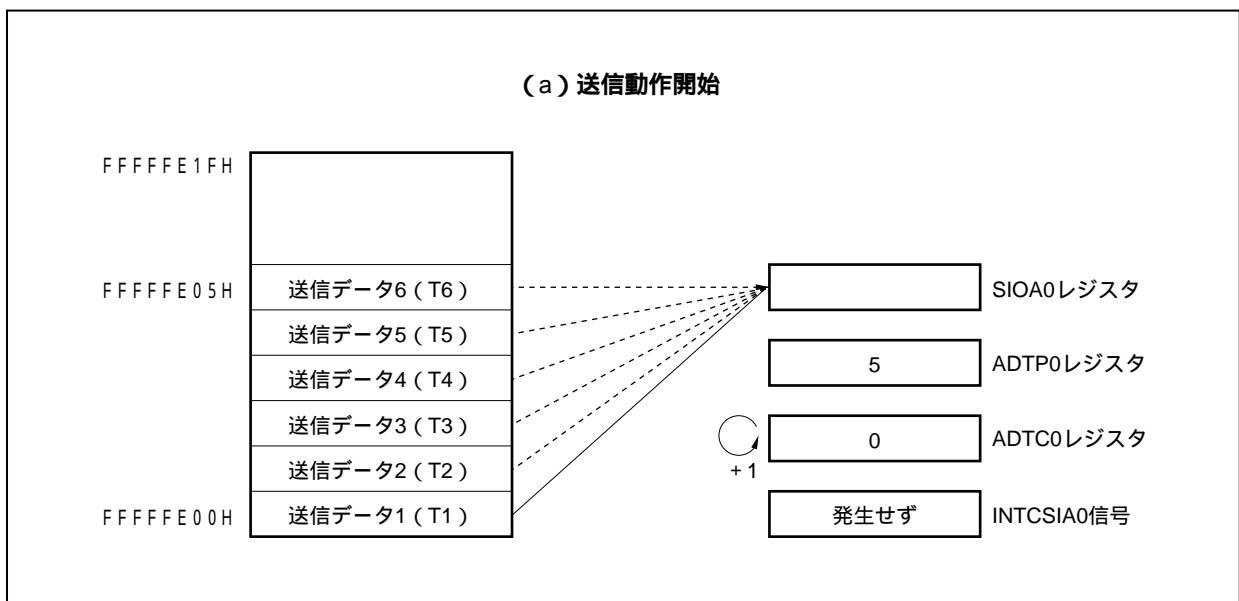 （a）送信動作開始
FFFFFE1FH
FFFFFE05H 送信データ6（T6） SIOA0レジスタ
送信データ5（T5）
送信データ4（T4） 5 ADTP0レジスタ
送信データ3（T3） 0 ADTC0レジスタ
送信データ2（T2） +1
FFFFFE00H 送信データ1（T1） 発生せず INTCSIA0信号